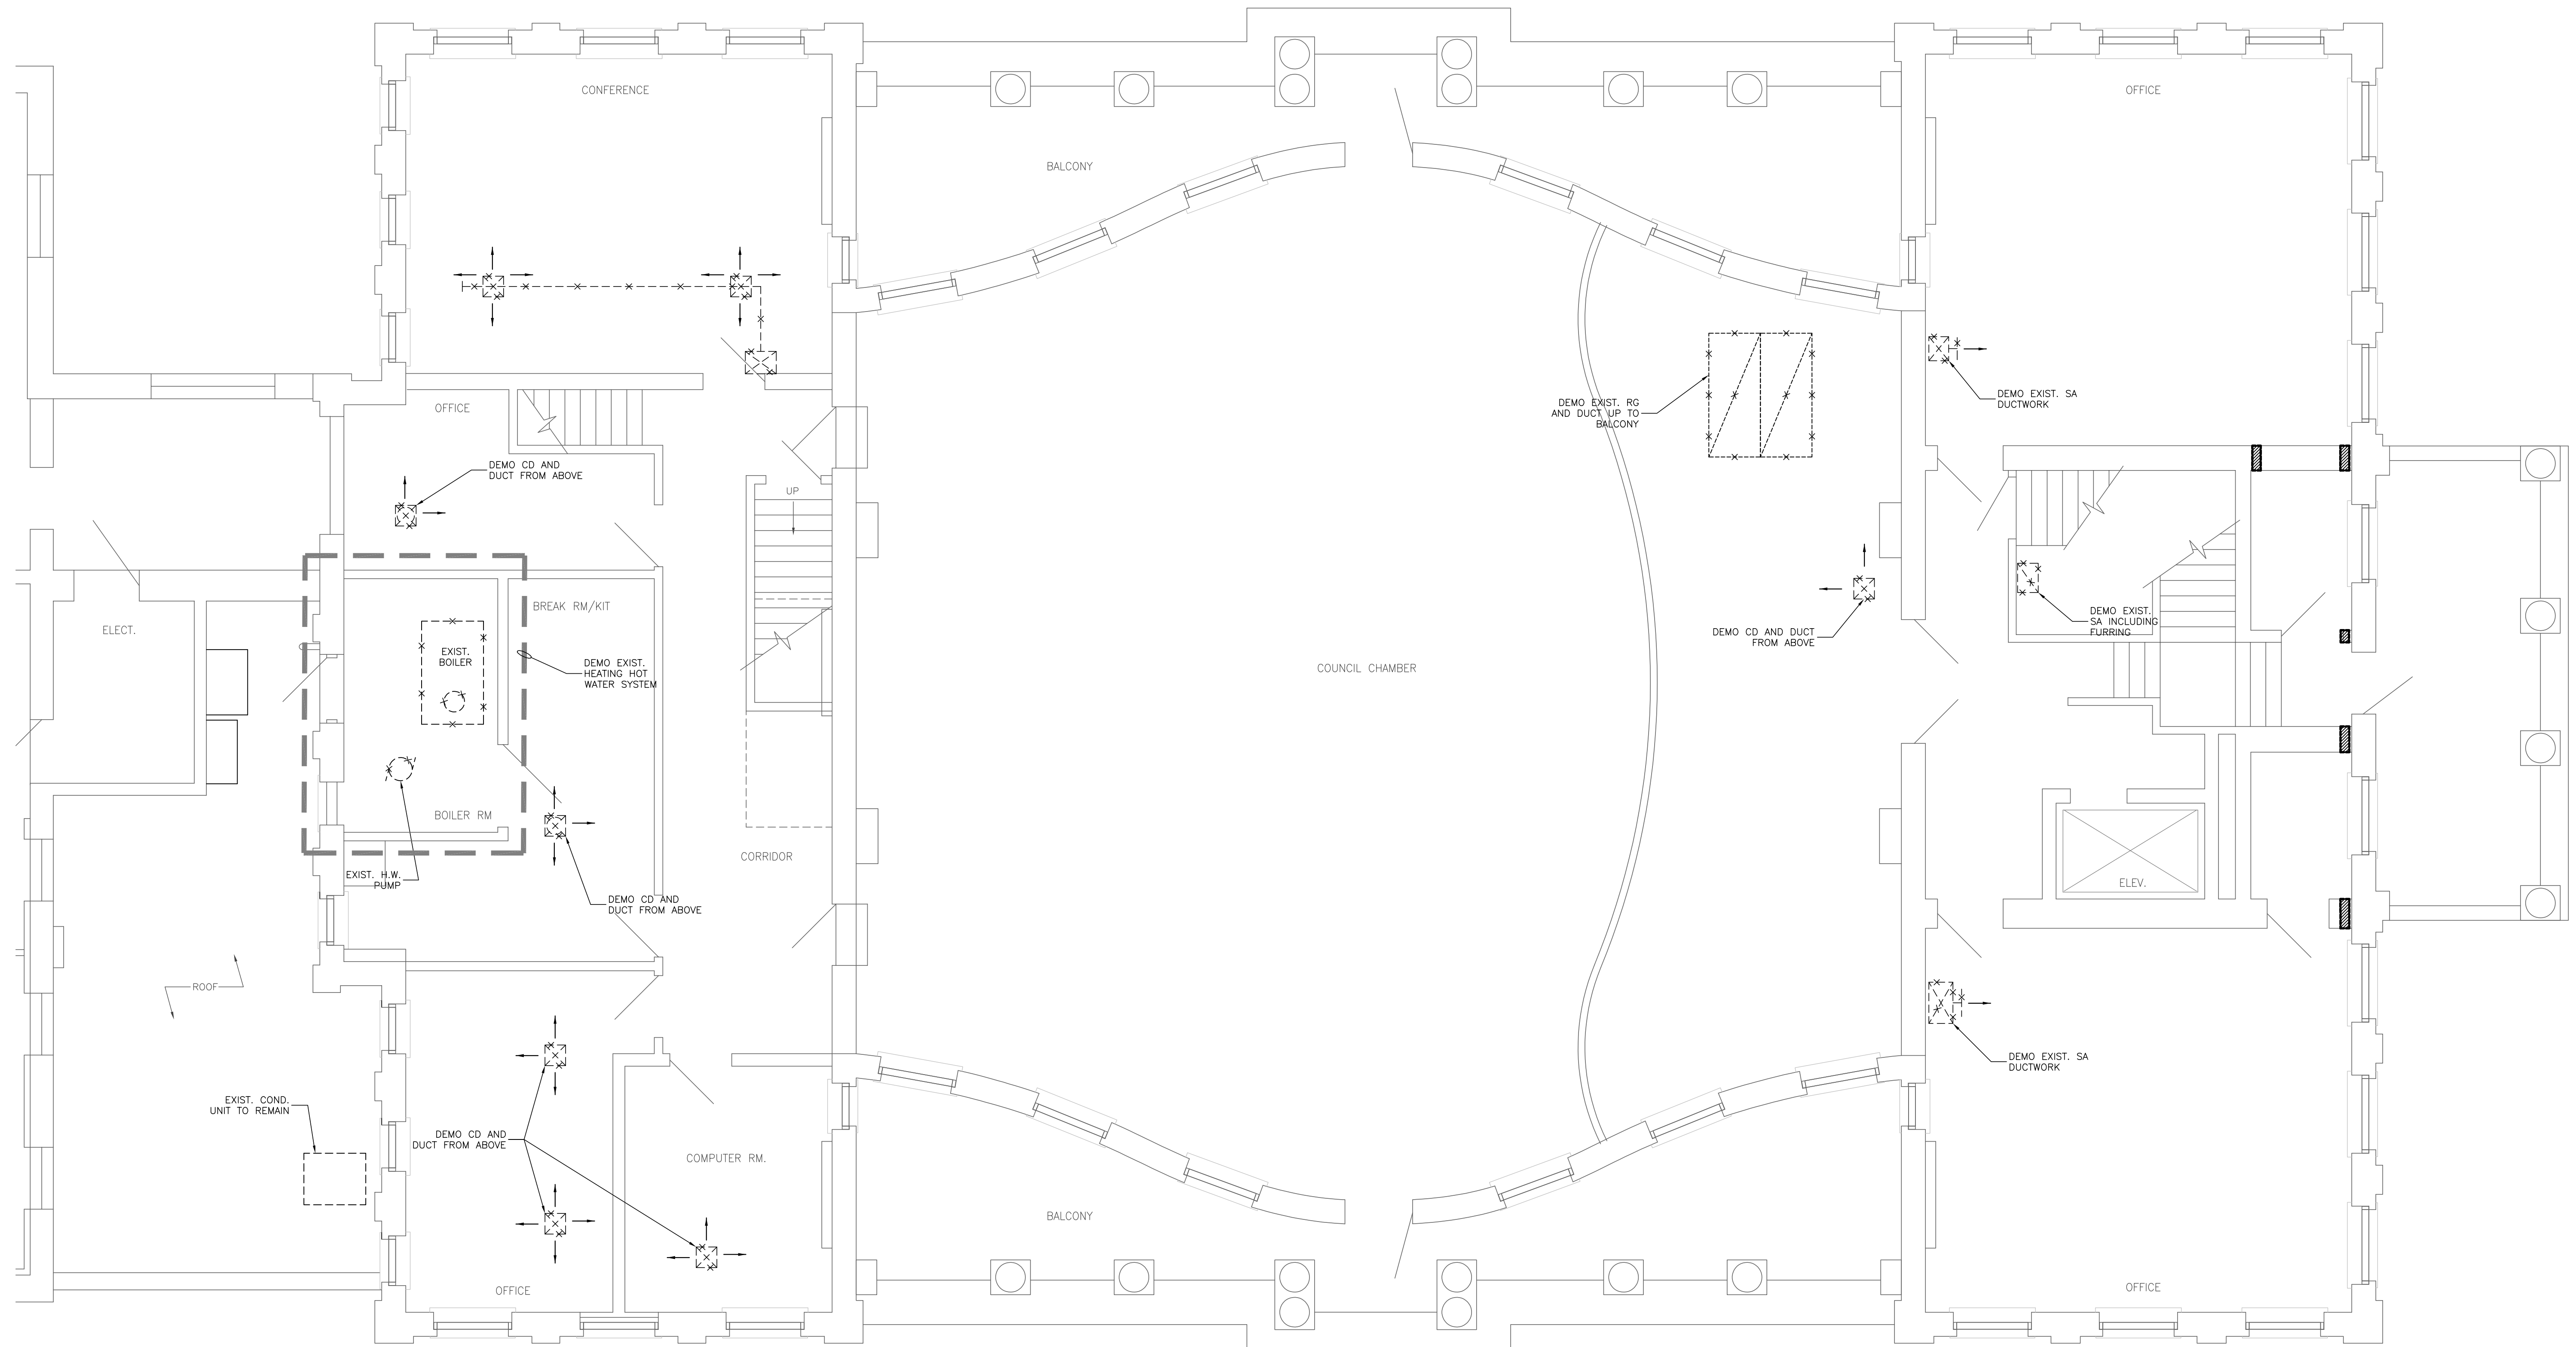 CONFERENCE
OFFICE
BALCONY
DEMO EXIST. SA
DUCTWORK
DEMO EXIST. RG
AND DUCT UP TO
BALCONY
OFFICE
DEMO CD AND
DUCT FROM ABOVE
UP
BREAK RM/KIT
ELECT.
EXIST.
BOILER
DEMO EXIST.
HEATING HOT
WATER SYSTEM
DEMO CD AND DUCT
FROM ABOVE
DEMO EXIST.
SA INCLUDING
FURRING
COUNCIL CHAMBER
BOILER RM
CORRIDOR
EXIST. H.W.
PUMP
DEMO CD AND
DUCT FROM ABOVE
ELEV.
ROOF
DEMO EXIST. SA
DUCTWORK
EXIST. COND.
UNIT TO REMAIN
DEMO CD AND
DUCT FROM ABOVE
COMPUTER RM.
BALCONY
OFFICE
OFFICE